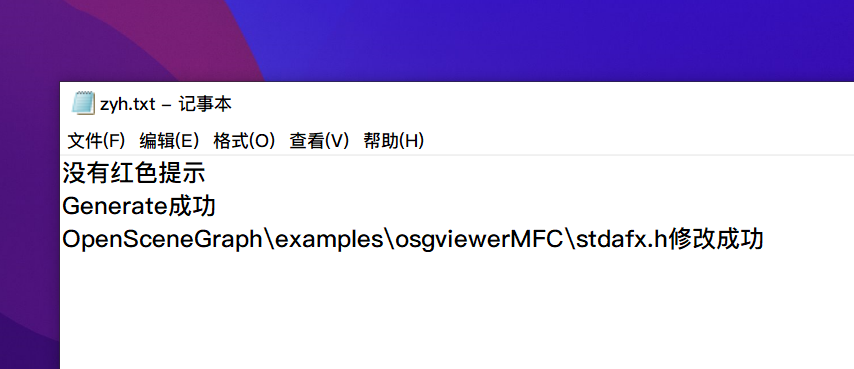 zyh.txt – 记事本
文件(F) 编辑(E) 格式(O) 查看(V) 帮助(H)
没有红色提示
Generate成功
OpenSceneGraph\examples\osgviewerMFC\stdafx.h修改成功